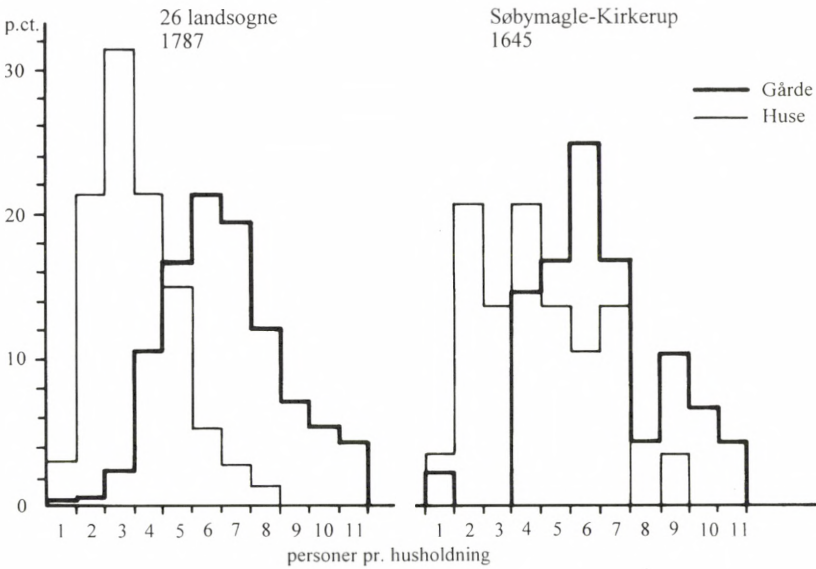 p.ct.
26 landsogne
1787
Søbymagle-Kirkerup
1645
Gårde
Huse
30
20
10
0
1 2 3 4 5 6 7 8 9 10 11
1 2 3 4 5 6 7 8 9 10 11
personer pr. husholdning